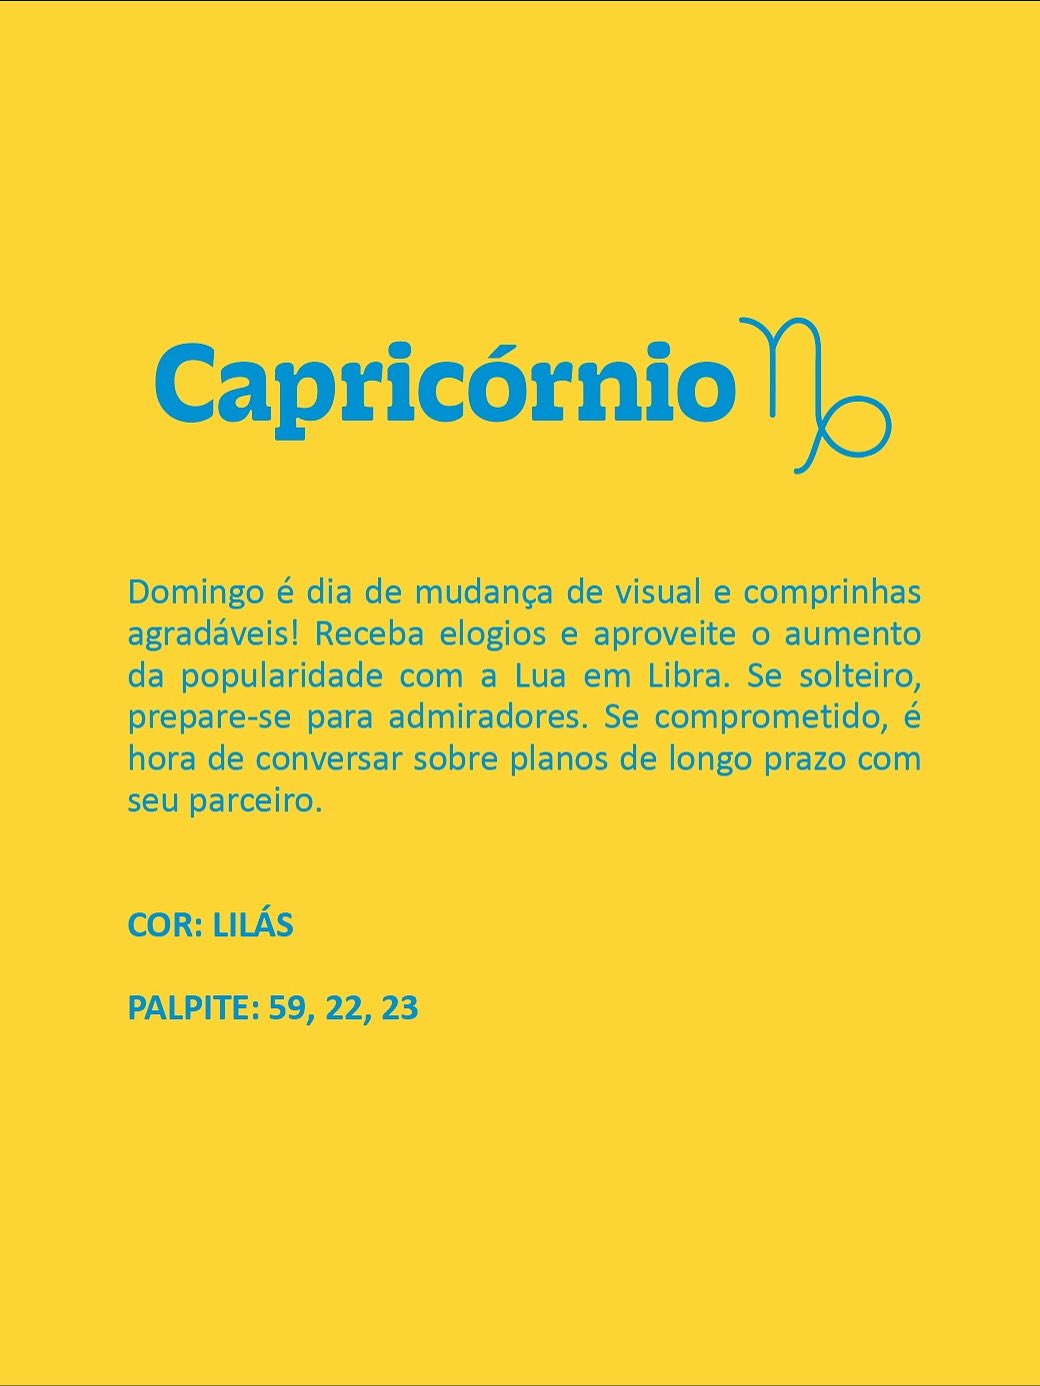 Capricórnio
Domingo é dia de mudança de visual e comprinhas
agradáveis! Receba elogios e aproveite o aumento
da popularidade com a Lua em Libra. Se solteiro,
prepare-se para admiradores. Se comprometido, é
hora de conversar sobre planos de longo prazo com
seu parceiro.
COR: LILÁS
PALPITE: 59, 22, 23